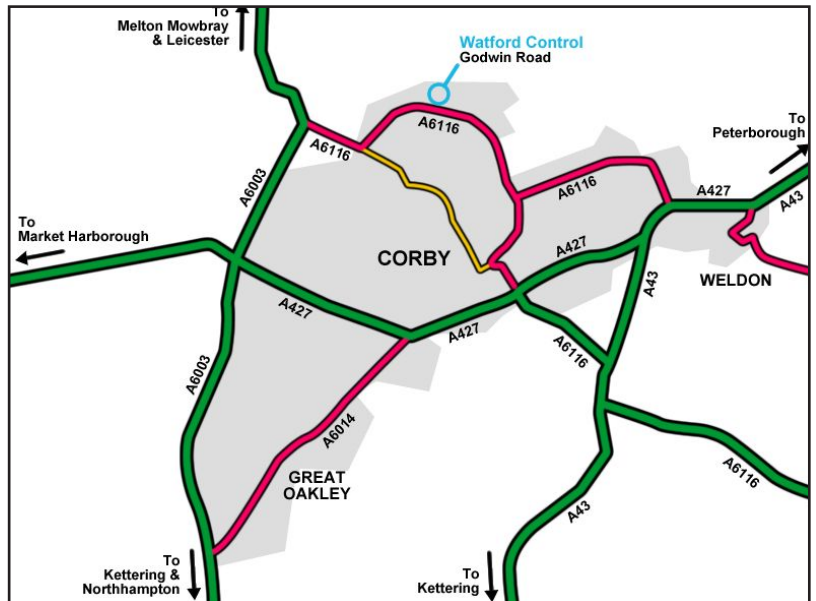 To
Melton Mowbray
& Leicester
Watford Control
Godwin Road
A6116
A6116
To
Peterborough
A6003
A6116
A427
A43
To
Market Harborough
CORBY
A427
WELDON
A43
A427
A427
A6116
A6003
A6014
GREAT
OAKLEY
A6116
A43
To
Kettering &
Northhampton
To
Kettering